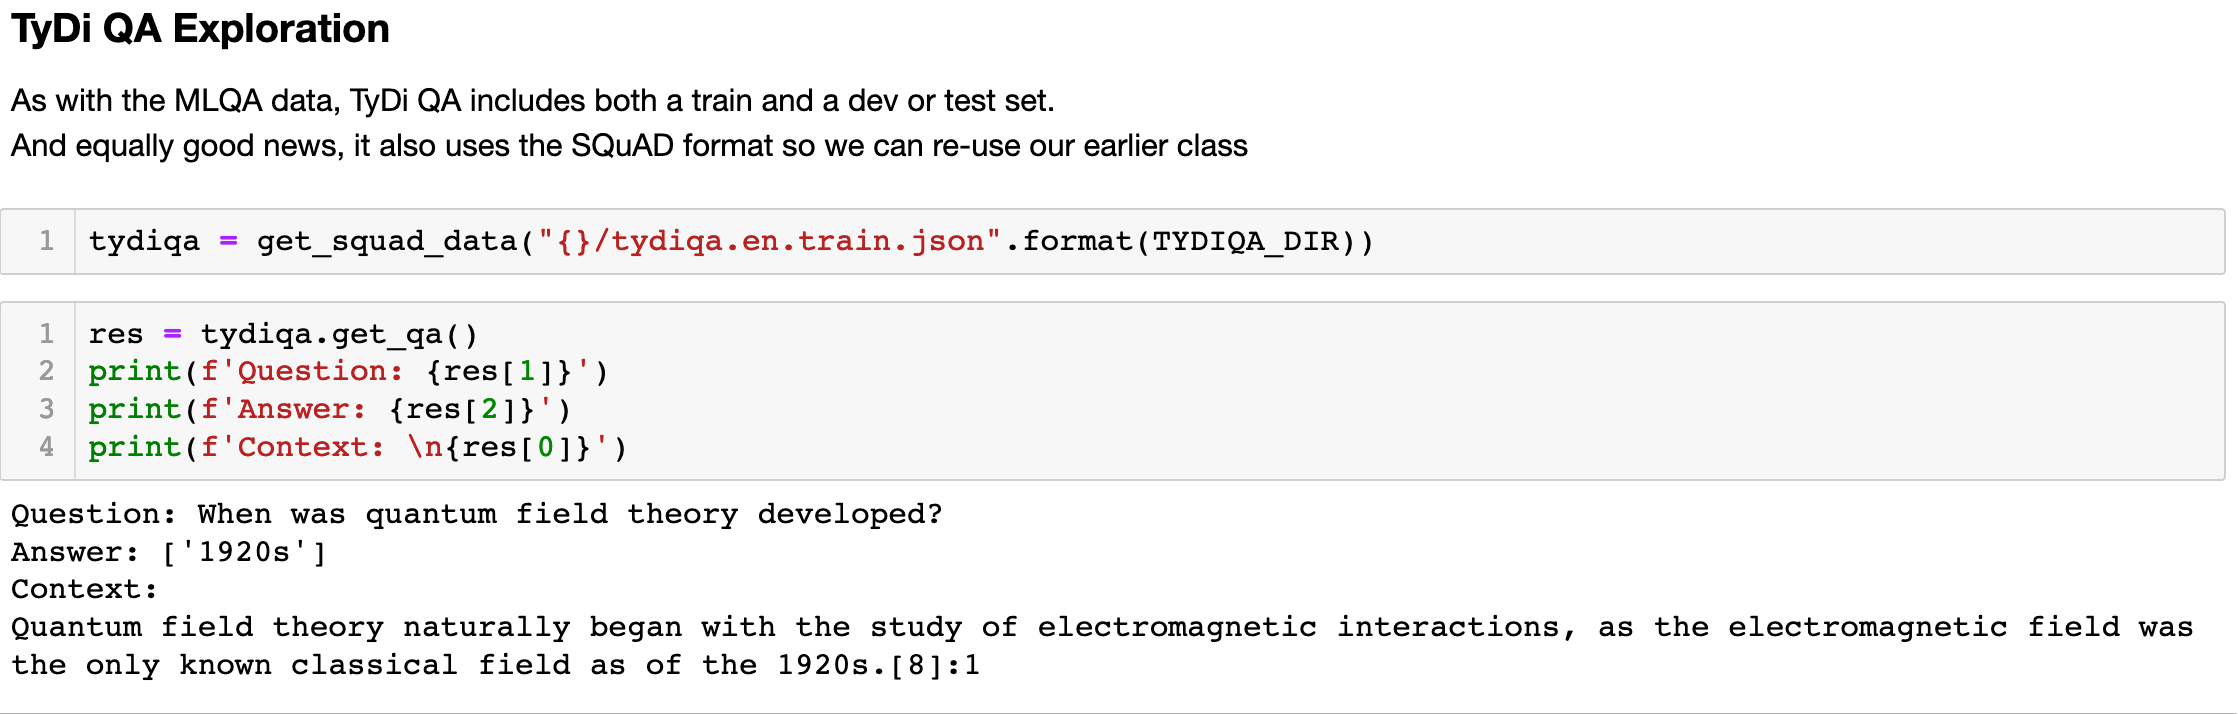 TyDi QA Exploration
As with the MLQA data, TyDi QA includes both a train and a dev or test set.
And equally good news, it also uses the SQuAD format so we can re-use our earlier class
1 tydiqa = get_squad_data("{}/tydiqa.en.train.json".format(TYDIQA_DIR))
1 res = tydiqa.get_qa()
2 print(f'Question: {res[1]}')
3 print(f'Answer: {res[2]}')
4 print(f'Context: \n{res[0]}')
Question: When was quantum field theory developed?
Answer: ['1920s']
Context:
Quantum field theory naturally began with the study of electromagnetic interactions, as the electromagnetic field was
the only known classical field as of the 1920s.[8]:1